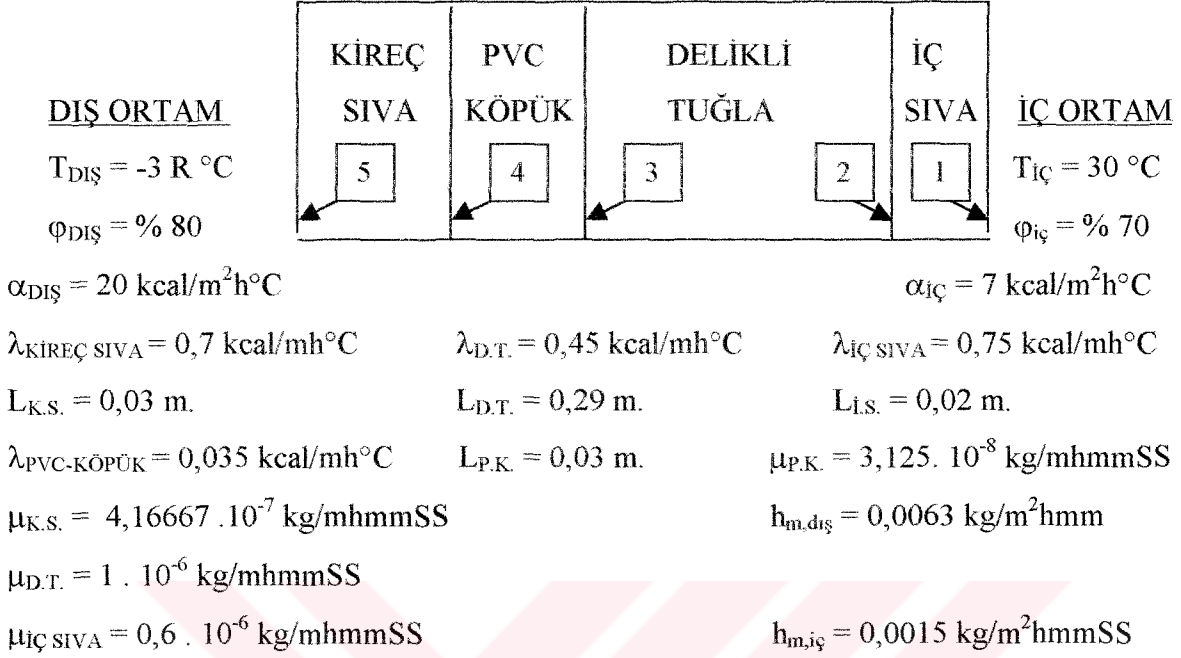 KİREÇ PVC DELİKLİ İÇ
DIŞ ORTAM SIVA KÖPÜK TUĞLA SIVA İÇ ORTAM
T_DIŞ = -3 R °C 5 4 3 2 1 T_İÇ = 30 °C
φ_DIŞ = % 80 φ_iç = % 70
α_DIŞ = 20 kcal/m²h°C α_İÇ = 7 kcal/m²h°C
λ_KİREÇ SIVA = 0,7 kcal/mh°C λ_D.T. = 0,45 kcal/mh°C λ_İÇ SIVA = 0,75 kcal/mh°C
L_K.S. = 0,03 m. L_D.T. = 0,29 m. L_İ.S. = 0,02 m.
λ_PVC-KÖPÜK = 0,035 kcal/mh°C L_P.K. = 0,03 m. μ_P.K. = 3,125. 10⁻⁸ kg/mhmmSS
μ_K.S. = 4,16667 .10⁻⁷ kg/mhmmSS h_m,dış = 0,0063 kg/m²hmm
μ_D.T. = 1 . 10⁻⁶ kg/mhmmSS
μ_İÇ SIVA = 0,6 . 10⁻⁶ kg/mhmmSS h_m,iç = 0,0015 kg/m²hmmSS